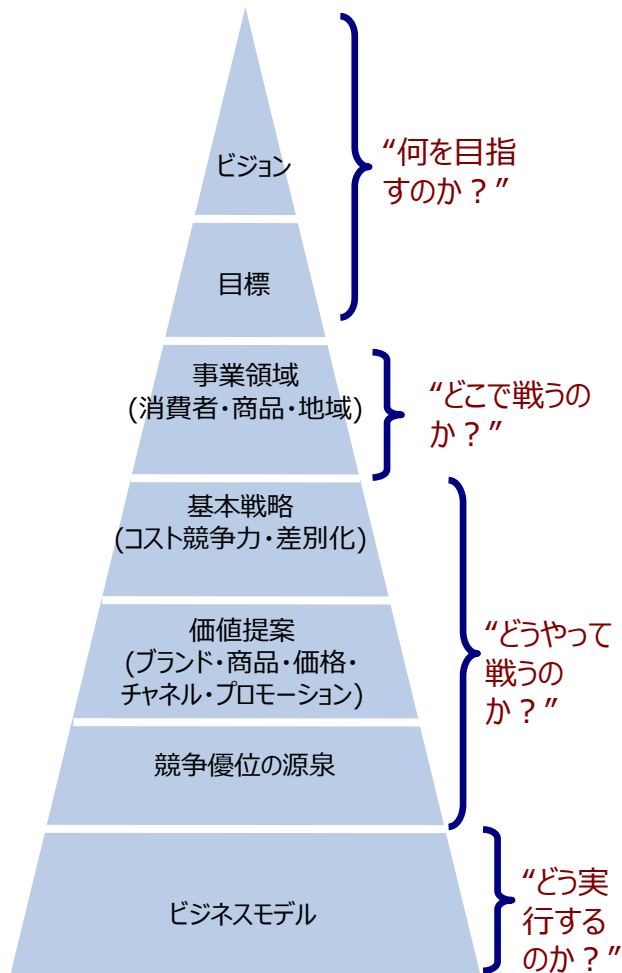 ビジョン
“何を目指
すのか？”
目標
事業領域
(消費者・商品・地域)
“どこで戦うの
か？”
基本戦略
(コスト競争力・差別化)
価値提案
(ブランド・商品・価格・
チャネル・プロモーション)
“どうやって
戦うの
か？”
競争優位の源泉
ビジネスモデル
“どう実
行する
のか？”